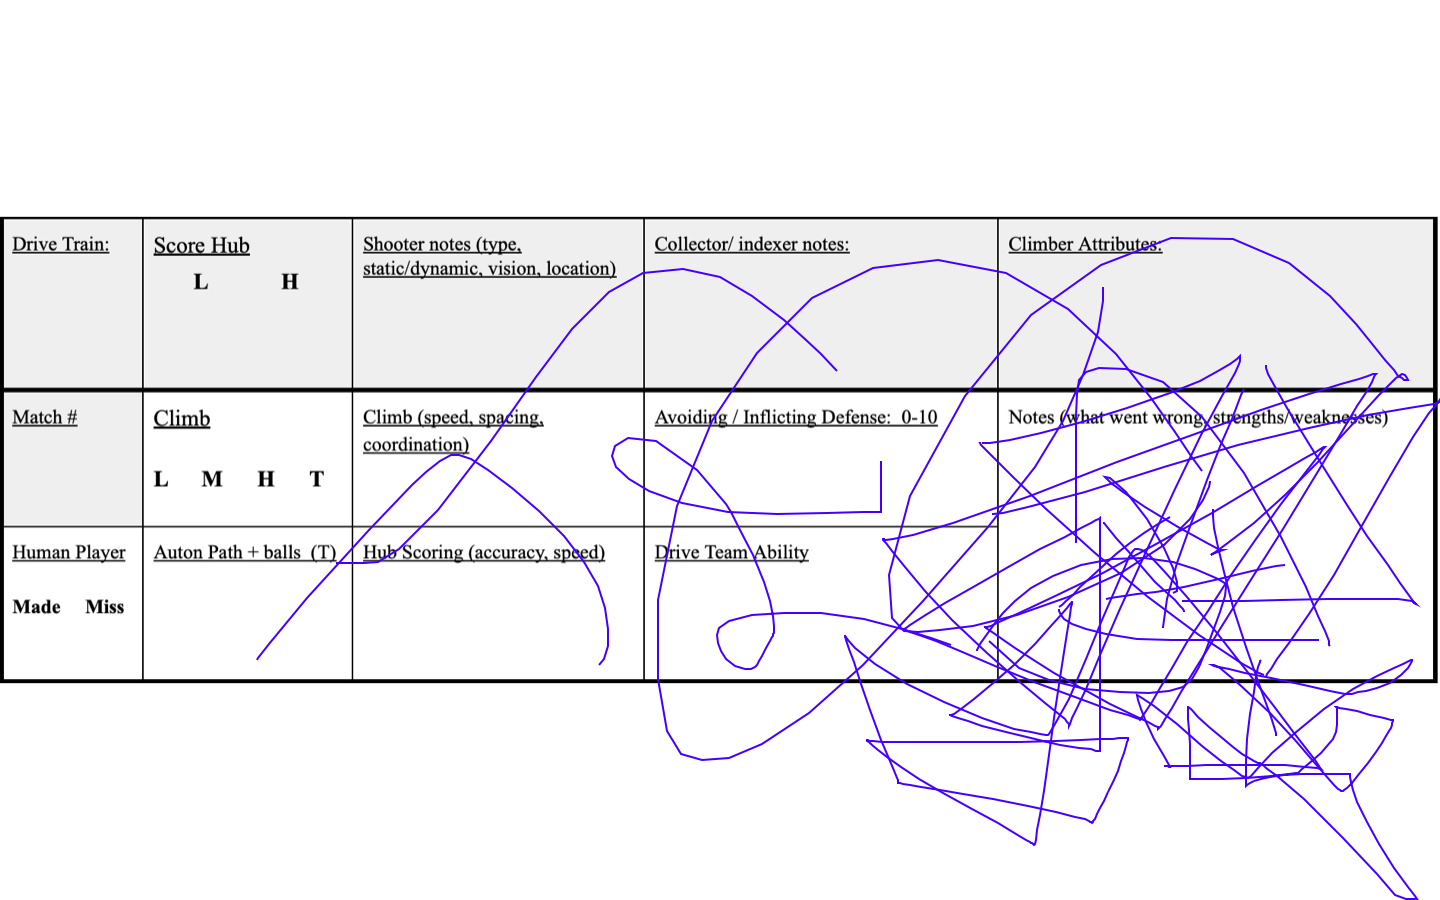 Drive Train:
Score Hub
L H
Shooter notes (type,
static/dynamic, vision, location)
Collector/ indexer notes:
Climber Attributes:
Match #
Climb
L M H T
Climb (speed, spacing,
coordination)
Avoiding / Inflicting Defense: 0-10
Notes (what went wrong, strengths/weaknesses)
Human Player
Made Miss
Auton Path + balls (T)
Hub Scoring (accuracy, speed)
Drive Team Ability